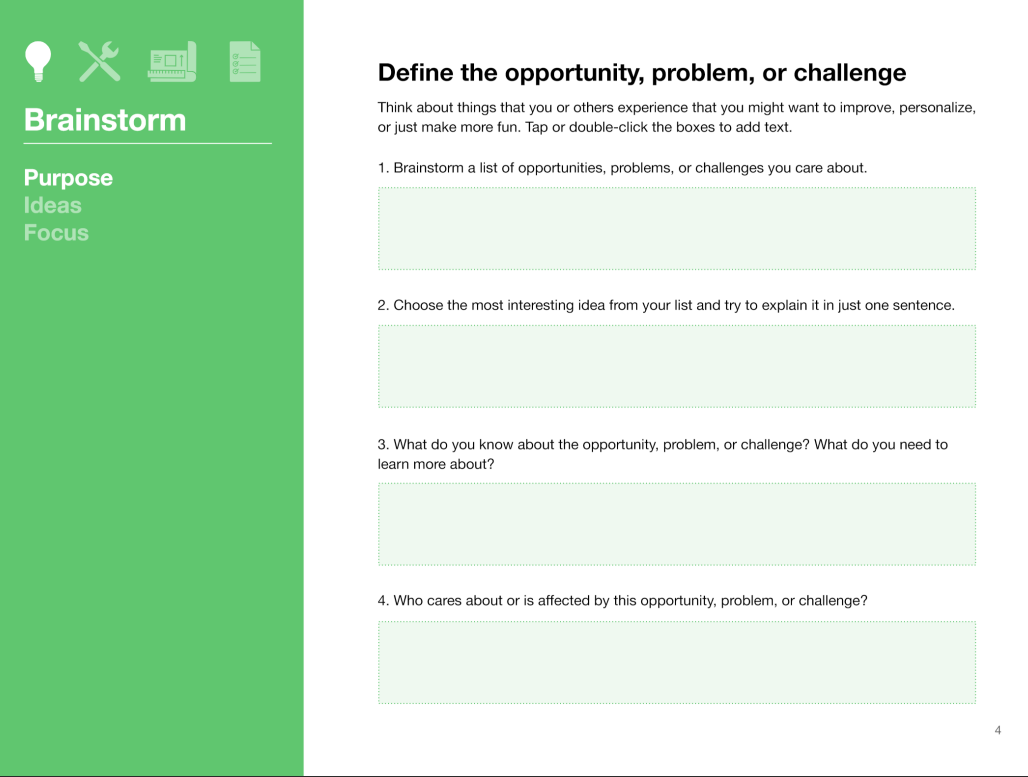 Brainstorm
Purpose
Ideas
Focus
Define the opportunity, problem, or challenge
Think about things that you or others experience that you might want to improve, personalize,
or just make more fun. Tap or double-click the boxes to add text.
1. Brainstorm a list of opportunities, problems, or challenges you care about.
2. Choose the most interesting idea from your list and try to explain it in just one sentence.
3. What do you know about the opportunity, problem, or challenge? What do you need to
learn more about?
4. Who cares about or is affected by this opportunity, problem, or challenge?
4